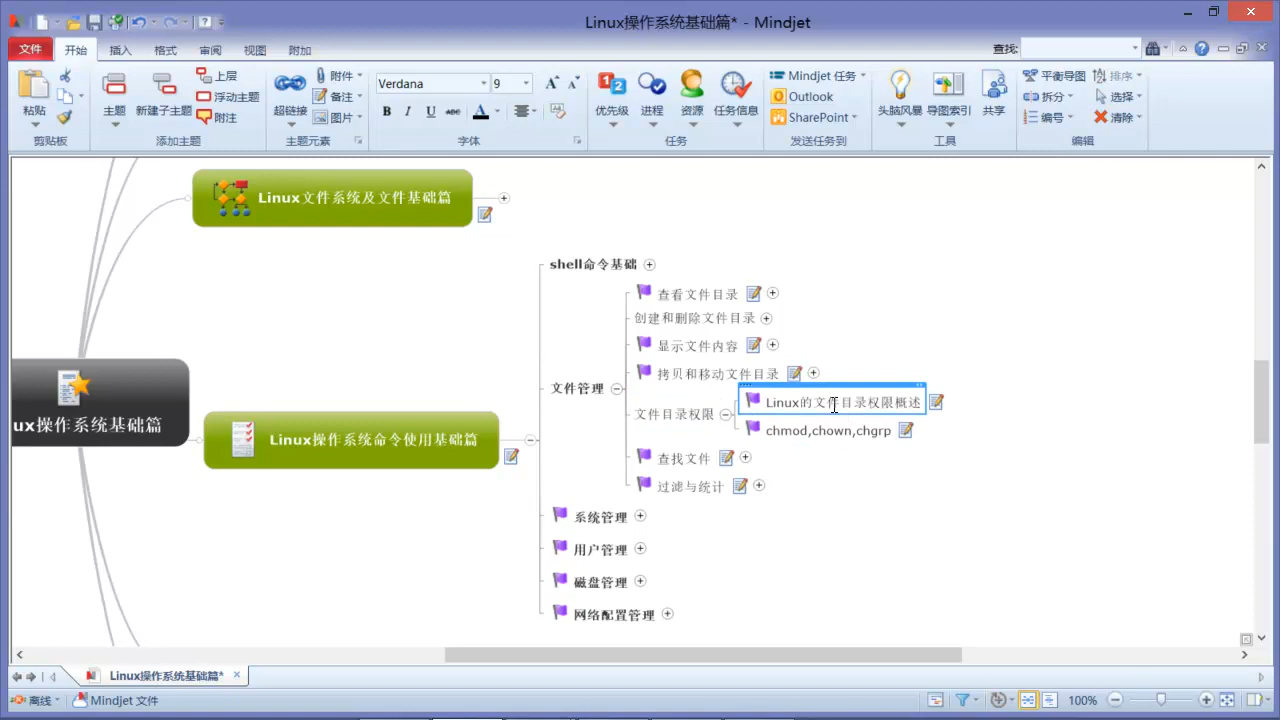 Linux操作系统基础篇* - Mindjet
文件 开始 插入 格式 审阅 视图 附加 查找:
粘贴
剪贴板
主题 新建子主题 上层 浮动主题 附注
添加主题
超链接 附件 备注 图片
主题元素
Verdana 9
B I U abc A
字体
优先级 进程 资源 任务信息
任务
Mindjet 任务
Outlook
SharePoint
发送任务到
头脑风暴 导图索引 共享
工具
平衡导图 排序
拆分 选择
编号 清除
编辑
Linux文件系统及文件基础篇
shell命令基础
查看文件目录
创建和删除文件目录
显示文件内容
拷贝和移动文件目录
文件管理
Linux的文件目录权限概述
文件目录权限
chmod,chown,chgrp
ux操作系统基础篇
Linux操作系统命令使用基础篇
查找文件
过滤与统计
系统管理
用户管理
磁盘管理
网络配置管理
Linux操作系统基础篇*
离线 Mindjet 文件 100%